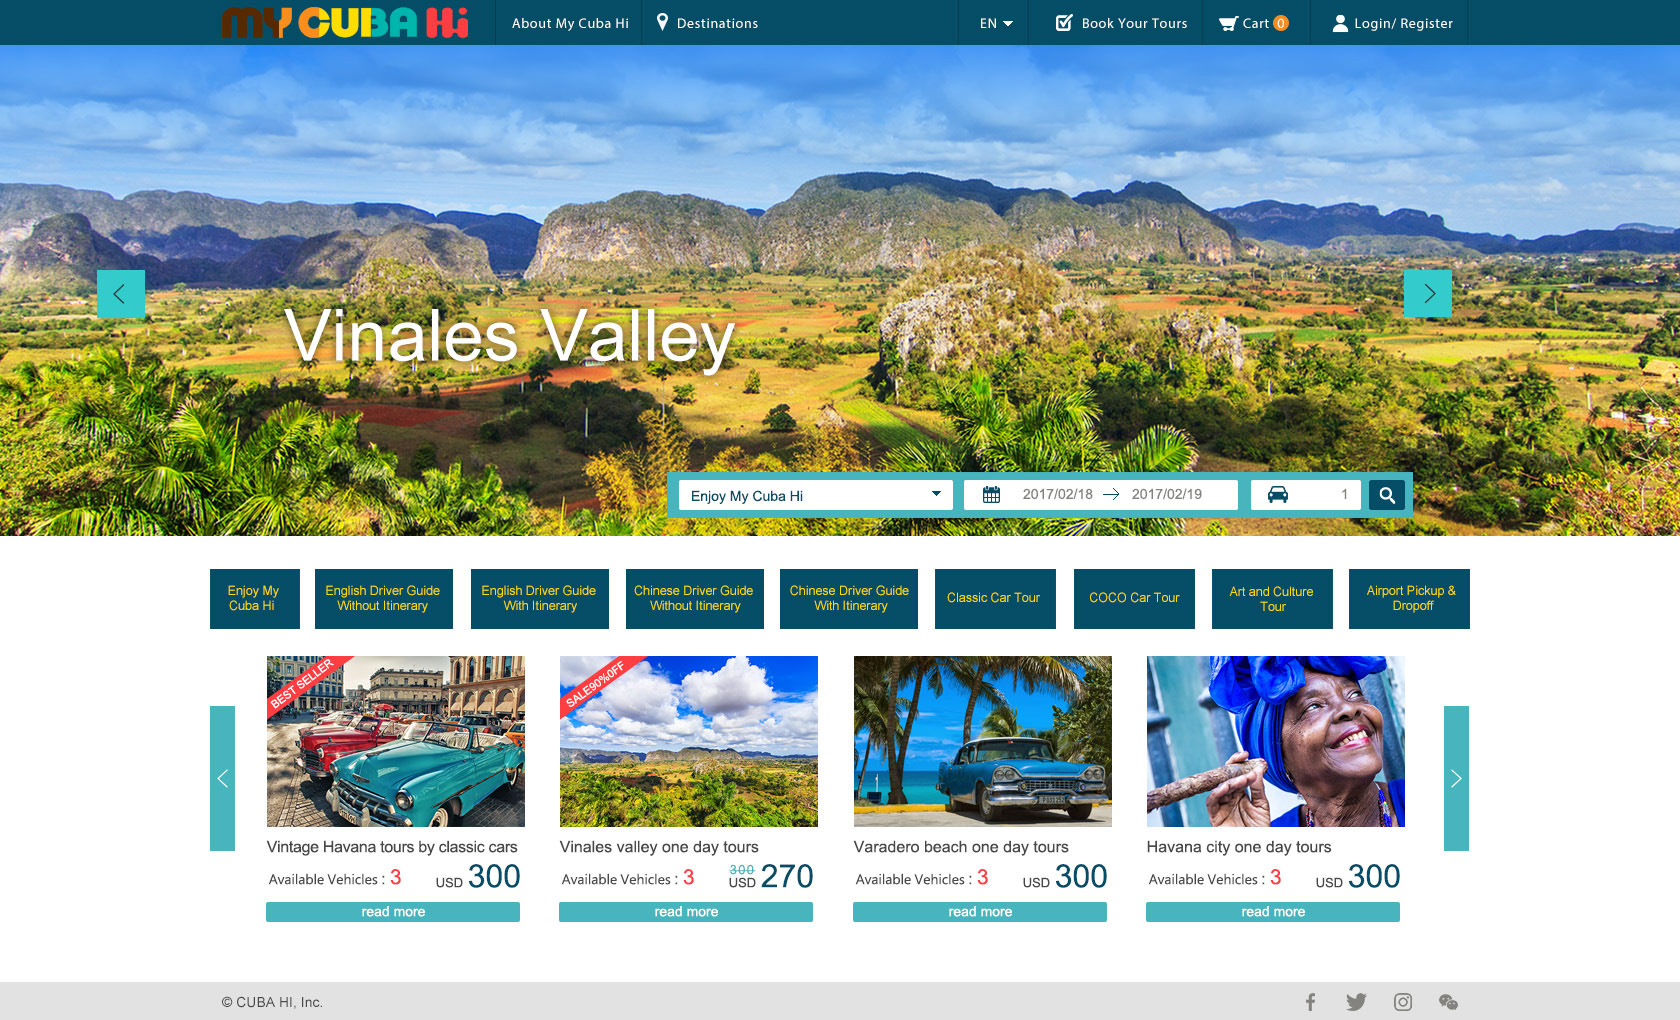 MY CUBA Hi
About My Cuba Hi
Destinations
EN
Book Your Tours
Cart 0
Login/ Register
Vinales Valley
Enjoy My Cuba Hi
2017/02/18
2017/02/19
1
Enjoy My
Cuba Hi
English Driver Guide
Without Itinerary
English Driver Guide
With Itinerary
Chinese Driver Guide
Without Itinerary
Chinese Driver Guide
With Itinerary
Classic Car Tour
COCO Car Tour
Art and Culture
Tour
Airport Pickup &
Dropoff
BEST SELLER
Vintage Havana tours by classic cars
Available Vehicles : 3
USD 300
read more
SALE90%OFF
Vinales valley one day tours
Available Vehicles : 3
300
USD 270
read more
Varadero beach one day tours
Available Vehicles : 3
USD 300
read more
Havana city one day tours
Available Vehicles : 3
USD 300
read more
© CUBA HI, Inc.